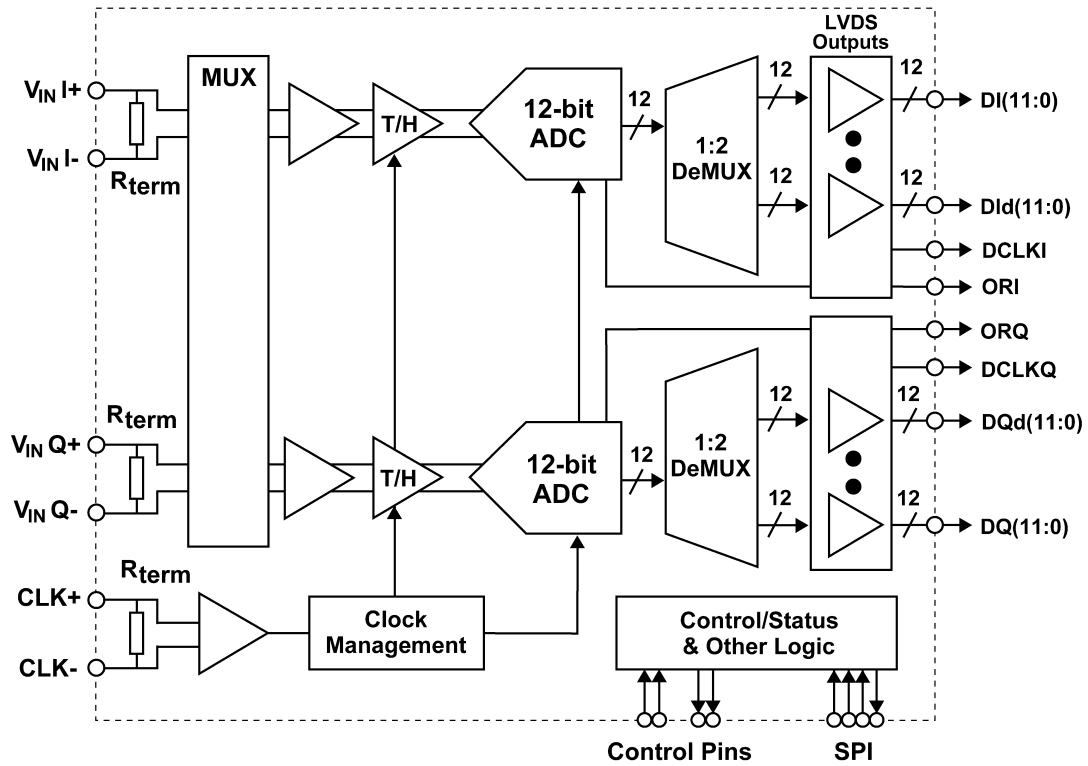 LVDS
Outputs
V_IN I+
MUX
12
12
12
DI(11:0)
T/H
12-bit
ADC
12
1:2
DeMUX
V_IN I-
R_term
12
12
DId(11:0)
DCLKI
ORI
ORQ
DCLKQ
R_term
12
12
DQd(11:0)
V_IN Q+
T/H
12-bit
ADC
12
1:2
DeMUX
V_IN Q-
12
12
DQ(11:0)
R_term
CLK+
Clock
Management
Control/Status
& Other Logic
CLK-
Control Pins
SPI